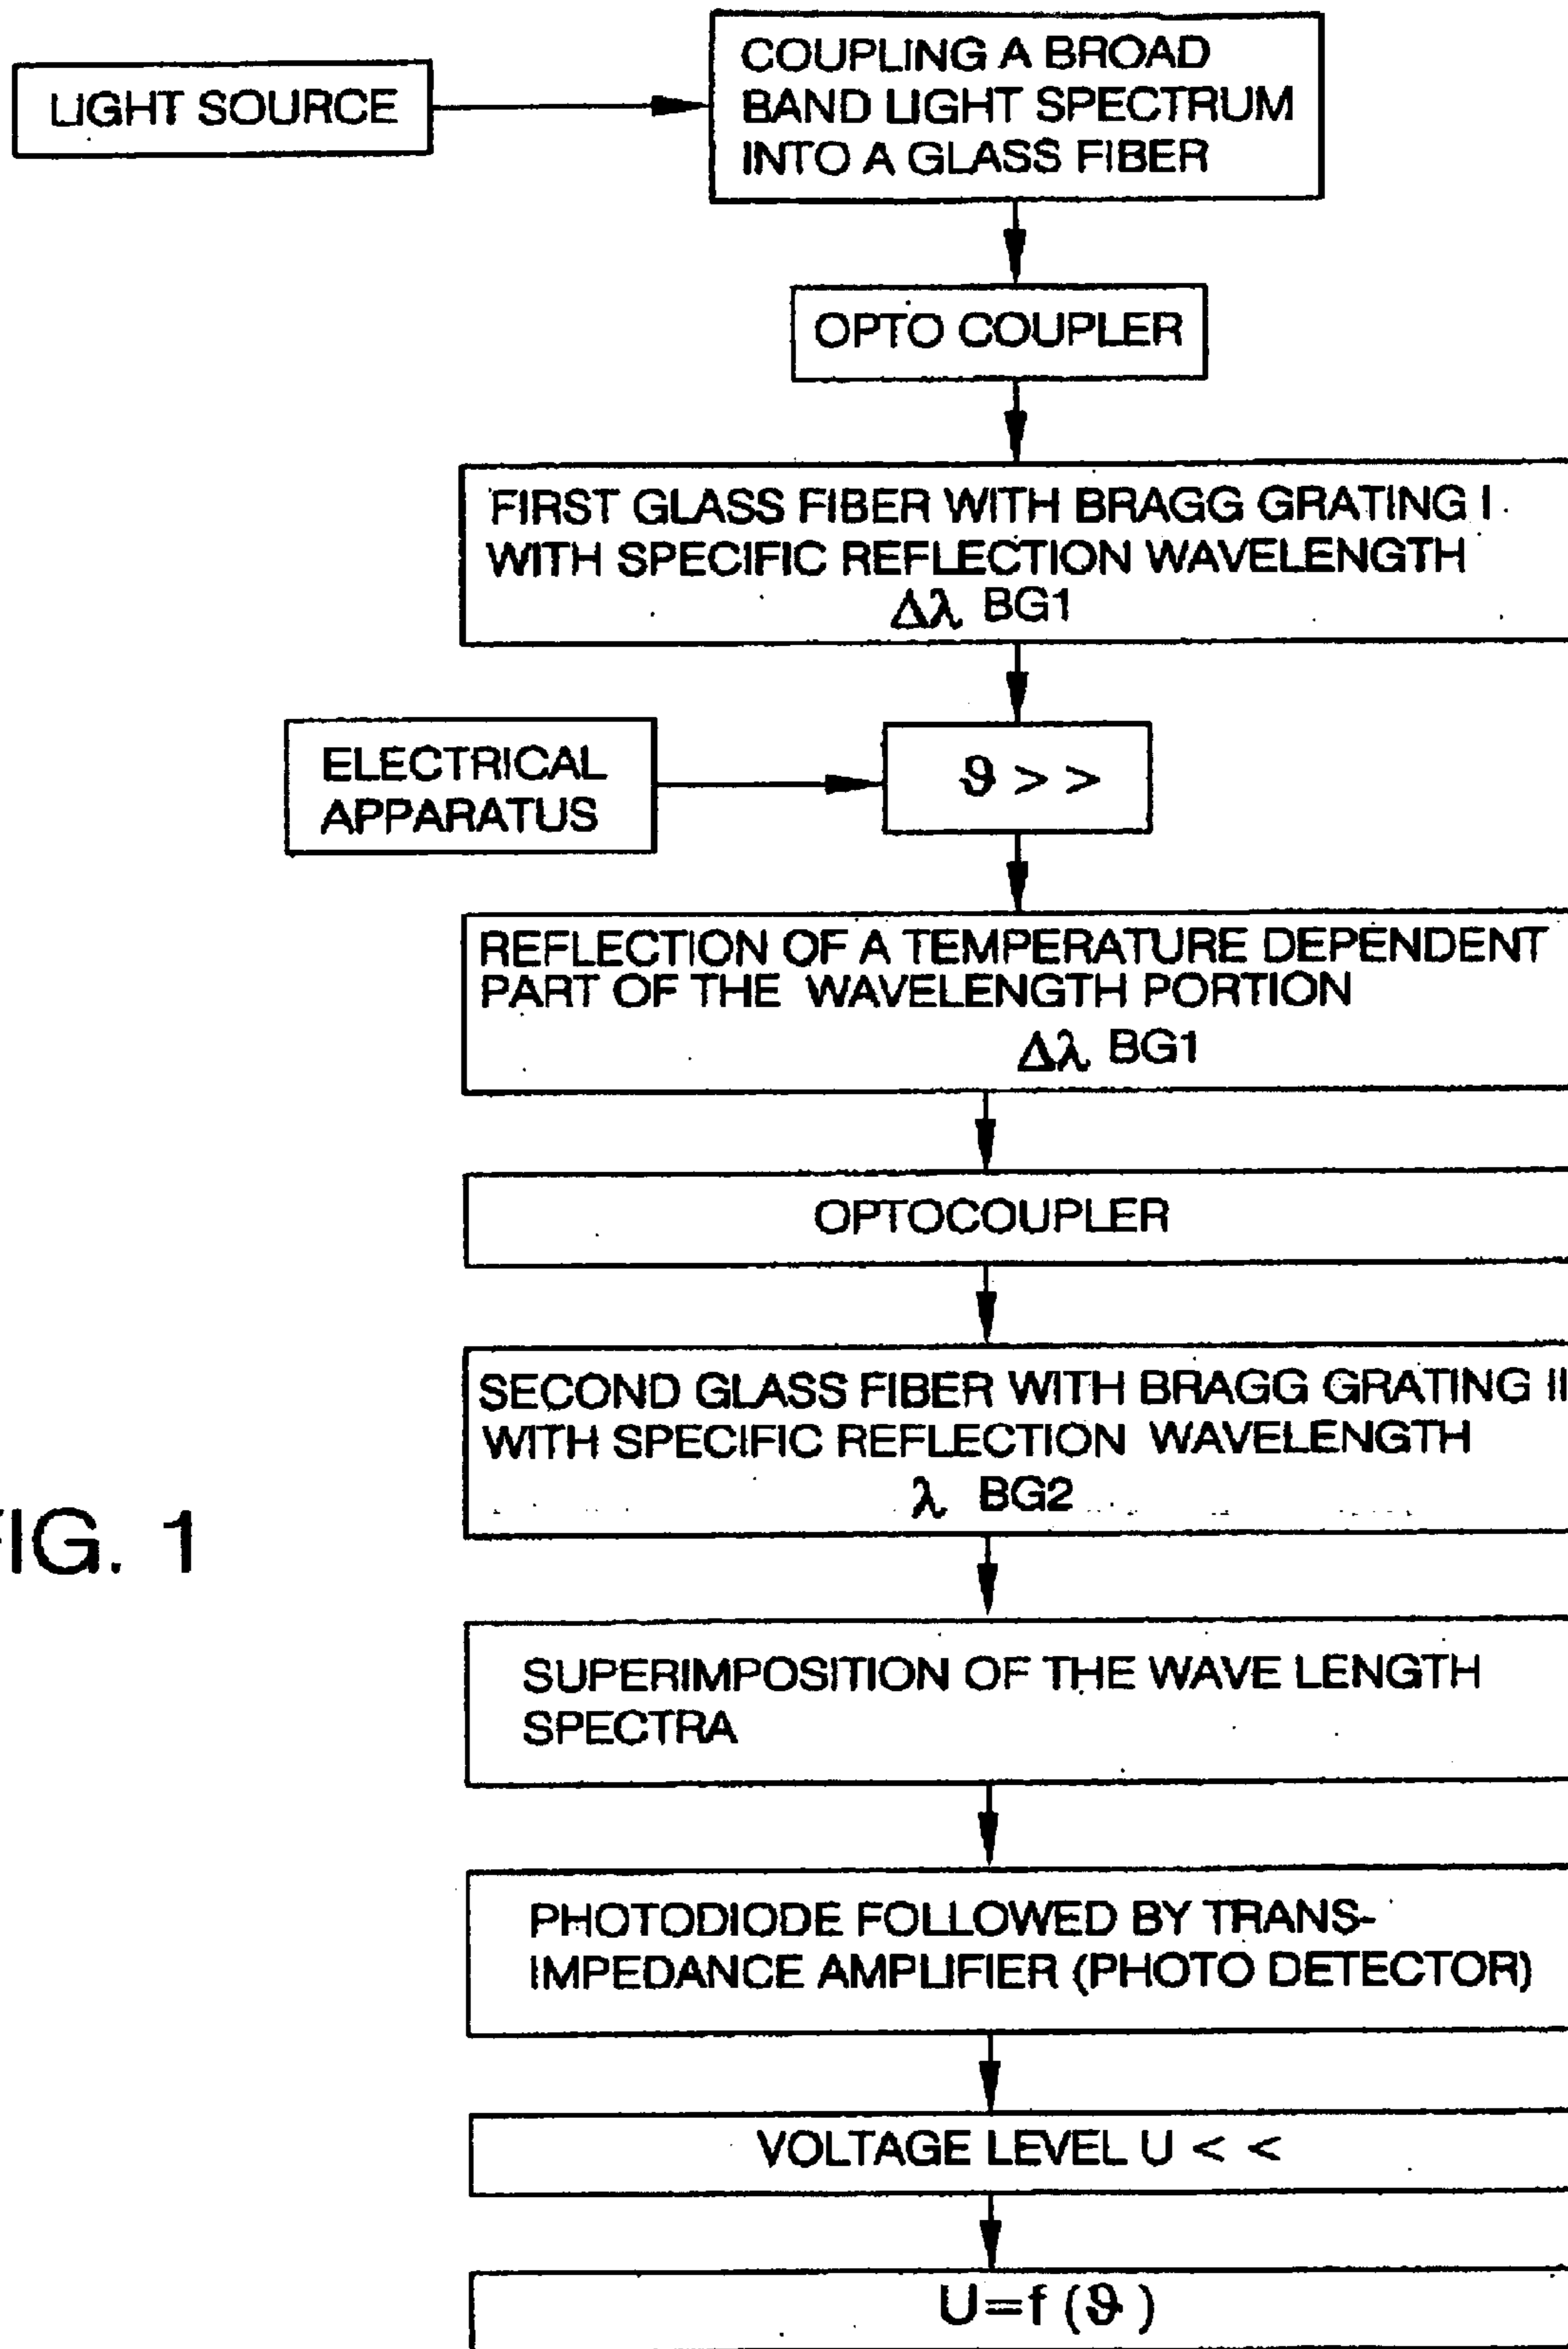 LIGHT SOURCE
COUPLING A BROAD
BAND LIGHT SPECTRUM
INTO A GLASS FIBER
OPTO COUPLER
FIRST GLASS FIBER WITH BRAGG GRATING I
WITH SPECIFIC REFLECTION WAVELENGTH
Δλ BG1
ELECTRICAL
APPARATUS
ϑ > >
REFLECTION OF A TEMPERATURE DEPENDENT
PART OF THE WAVELENGTH PORTION
Δλ BG1
OPTOCOUPLER
SECOND GLASS FIBER WITH BRAGG GRATING II
WITH SPECIFIC REFLECTION WAVELENGTH
λ BG2
FIG. 1
SUPERIMPOSITION OF THE WAVE LENGTH
SPECTRA
PHOTODIODE FOLLOWED BY TRANS-
IMPEDANCE AMPLIFIER (PHOTO DETECTOR)
VOLTAGE LEVEL U < <
U=f (ϑ )